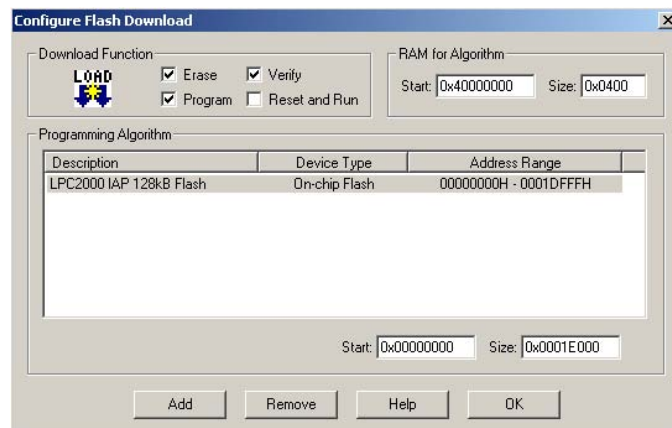 Configure Flash Download
Download Function
LOAD
Erase
Verify
Program
Reset and Run
RAM for Algorithm
Start: 0x40000000 Size: 0x0400
Programming Algorithm
Description Device Type Address Range
LPC2000 IAP 128kB Flash On-chip Flash 00000000H - 0001DFFFH
Start: 0x00000000 Size: 0x0001E000
Add Remove Help OK